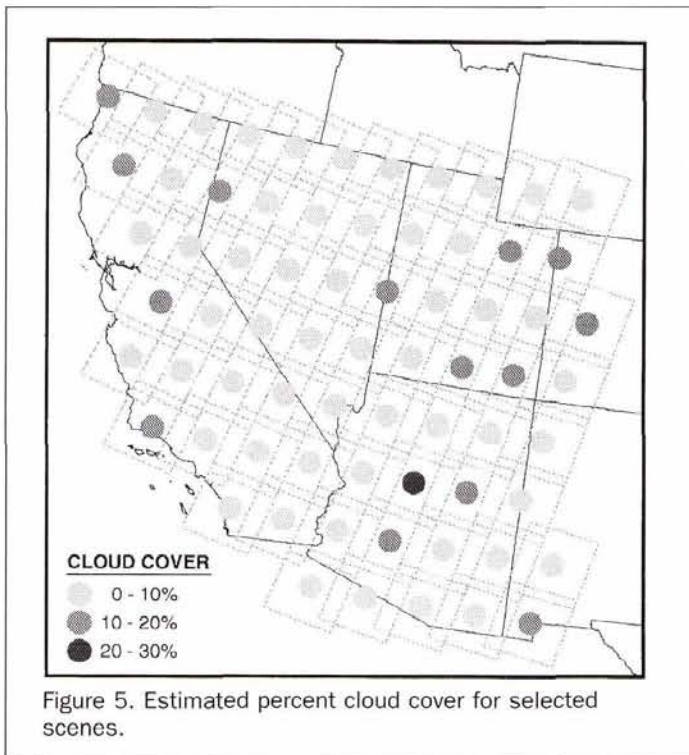 CLOUD COVER
0 - 10%
10 - 20%
20 - 30%
Figure 5. Estimated percent cloud cover for selected
scenes.